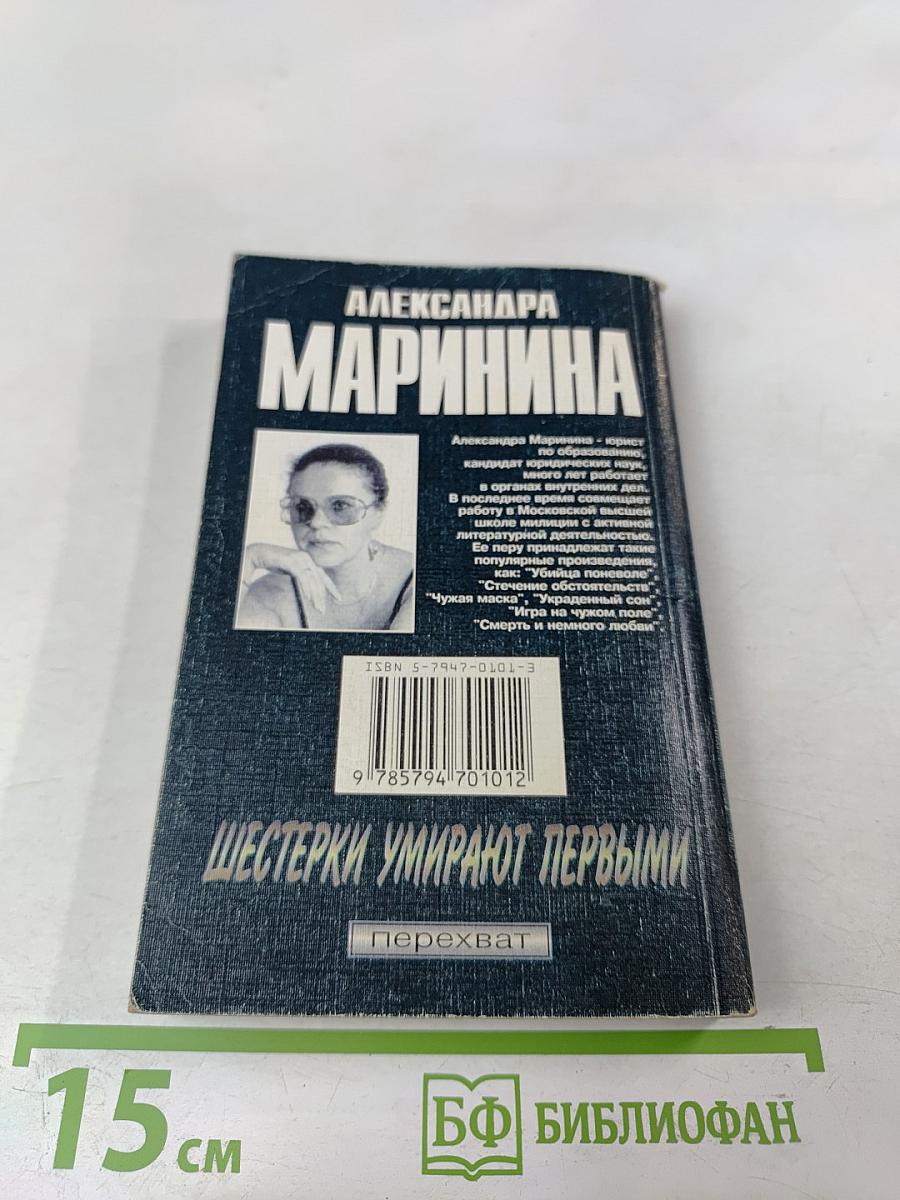 АЛЕКСАНДРА
МАРИНИНА
Александра Маринина - юрист
по образованию,
кандидат юридических наук,
много лет работает
в органах внутренних дел.
В последнее время совмещает
работу в Московской высшей
школе милиции с активной
литературной деятельностью.
Ее перу принадлежат такие
популярные произведения,
как: "Убийца поневоле",
"Стечение обстоятельств",
"Чужая маска", "Украденный сон",
"Игра на чужом поле",
"Смерть и немного любви".
ISBN 5-7947-0101-3
9 785794 701012
ШЕСТЕРКИ УМИРАЮТ ПЕРВЫМИ
перехват
15 см
БФ БИБЛИОФАН